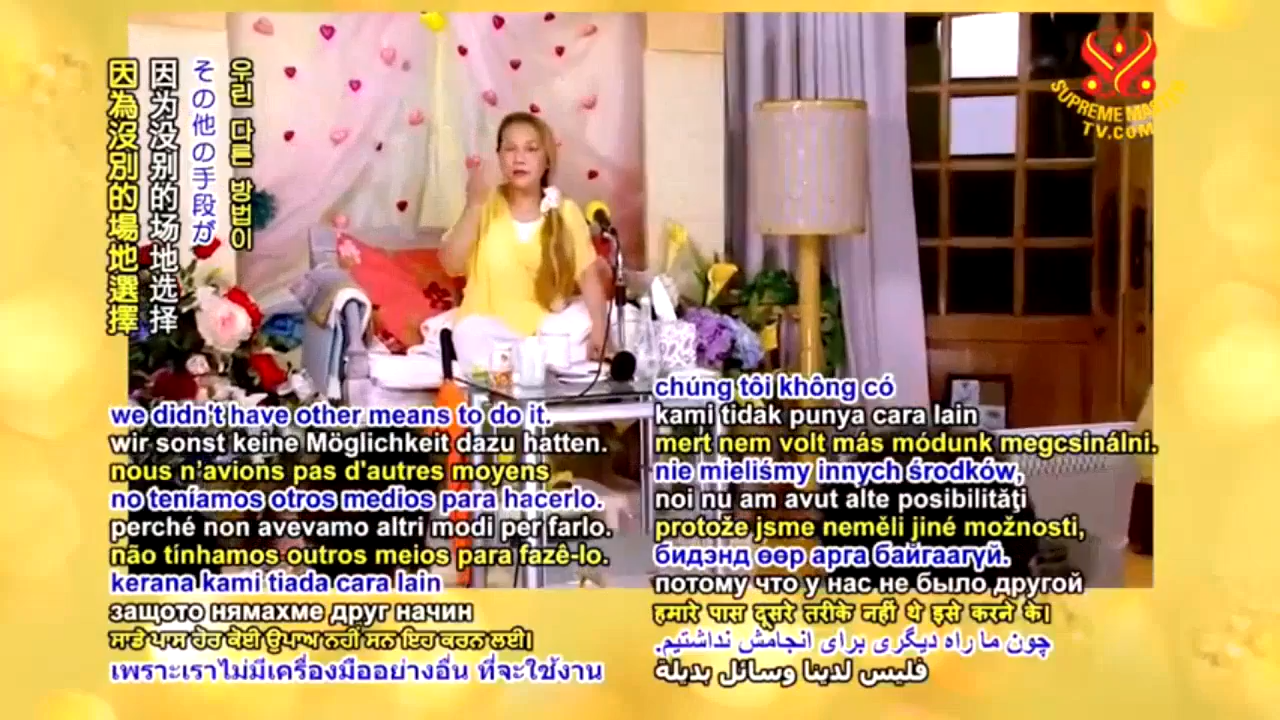 우린 다른 방법이
その他の手段が
因为没别的场地选择
因為沒別的場地選擇
SUPREME MASTER
TV.COM
we didn't have other means to do it.
wir sonst keine Möglichkeit dazu hatten.
nous n'avions pas d'autres moyens
no teníamos otros medios para hacerlo.
perché non avevamo altri modi per farlo.
não tínhamos outros meios para fazê-lo.
kerana kami tiada cara lain
защото нямахме друг начин
ਸਾਡੇ ਪਾਸ ਹੋਰ ਕੋਈ ਉਪਾਅ ਨਹੀਂ ਸਨ ਇਹ ਕਰਨ ਲਈ।
เพราะเราไม่มีเครื่องมืออย่างอื่น ที่จะใช้งาน
chúng tôi không có
kami tidak punya cara lain
mert nem volt más módunk megcsinálni.
nie mieliśmy innych środków,
noi nu am avut alte posibilităţi
protože jsme neměli jiné možnosti,
бидэнд өөр арга байгаагүй.
потому что у нас не было другой
हमारे पास दूसरे तरीके नहीं थे इसे करने के।
چون ما راه دیگری برای انجامش نداشتیم.
فليس لدينا وسائل بديلة